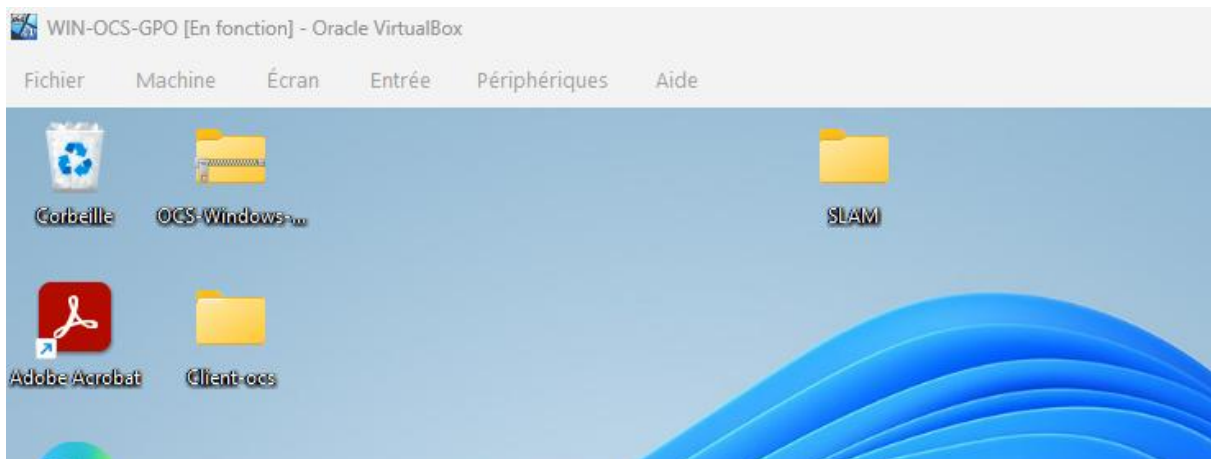 WIN-OCS-GPO [En fonction] - Oracle VirtualBox
Fichier Machine Écran Entrée Périphériques Aide
Corbeille OCS-Windows-... SLAM
Adobe Acrobat Client-ocs